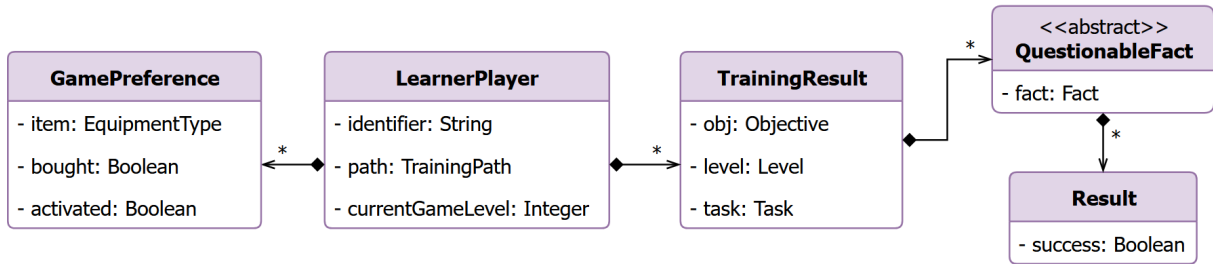 GamePreference
- item: EquipmentType
- bought: Boolean
- activated: Boolean
*
LearnerPlayer
- identifier: String
- path: TrainingPath
- currentGameLevel: Integer
*
TrainingResult
- obj: Objective
- level: Level
- task: Task
*
<<abstract>>
QuestionableFact
- fact: Fact
*
Result
- success: Boolean